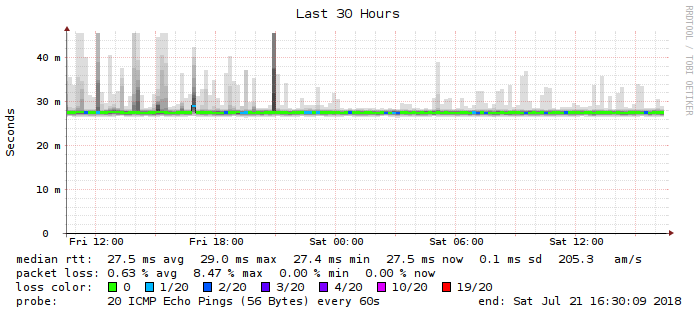 Last 30 Hours
RRDTOOL / TOBI OETIKER
Seconds
40 m
30 m
20 m
10 m
0
Fri 12:00 Fri 18:00 Sat 00:00 Sat 06:00 Sat 12:00
median rtt: 27.5 ms avg 29.0 ms max 27.4 ms min 27.5 ms now 0.1 ms sd 205.3 am/s
packet loss: 0.63 % avg 8.47 % max 0.00 % min 0.00 % now
loss color: 0 1/20 2/20 3/20 4/20 10/20 19/20
probe: 20 ICMP Echo Pings (56 Bytes) every 60s end: Sat Jul 21 16:30:09 2018